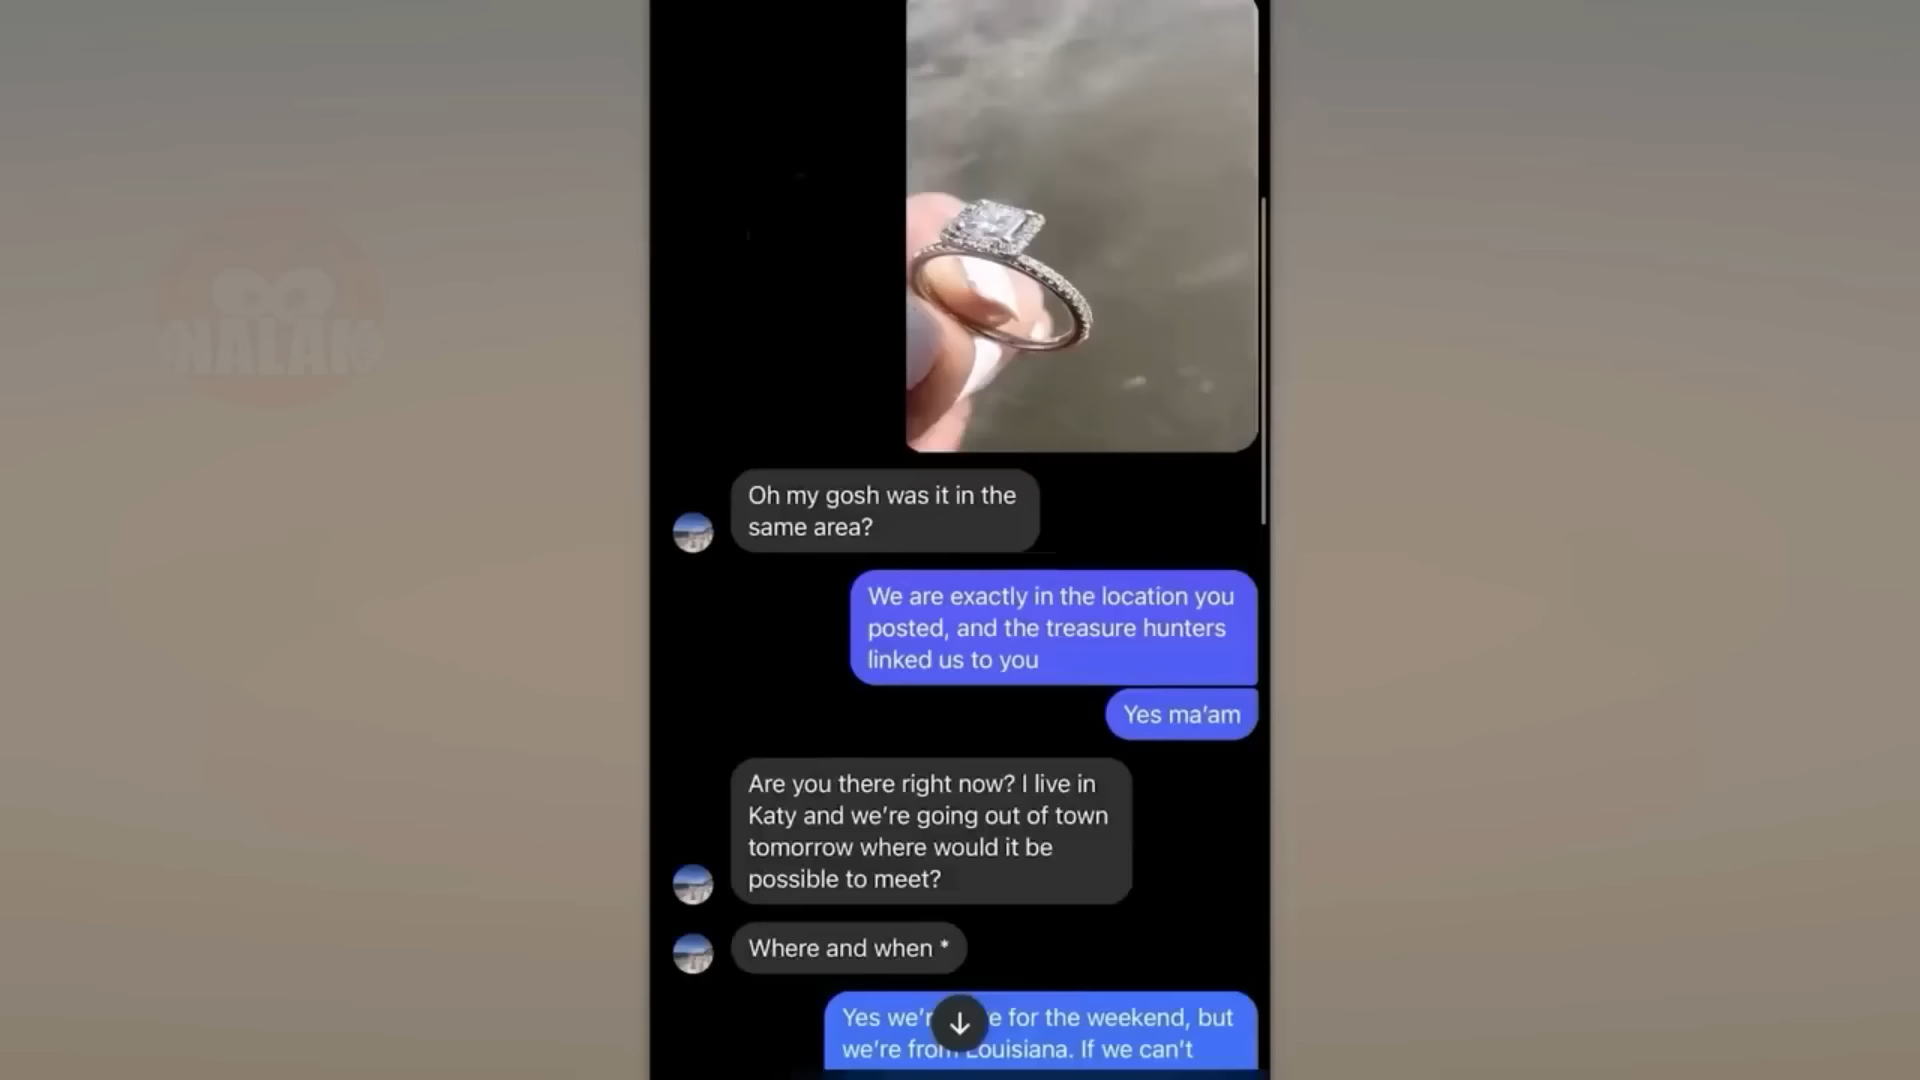 NALAK
Oh my gosh was it in the
same area?
We are exactly in the location you
posted, and the treasure hunters
linked us to you
Yes ma’am
Are you there right now? I live in
Katy and we’re going out of town
tomorrow where would it be
possible to meet?
Where and when *
Yes for the weekend, but
we’re from Louisiana. If we can’t